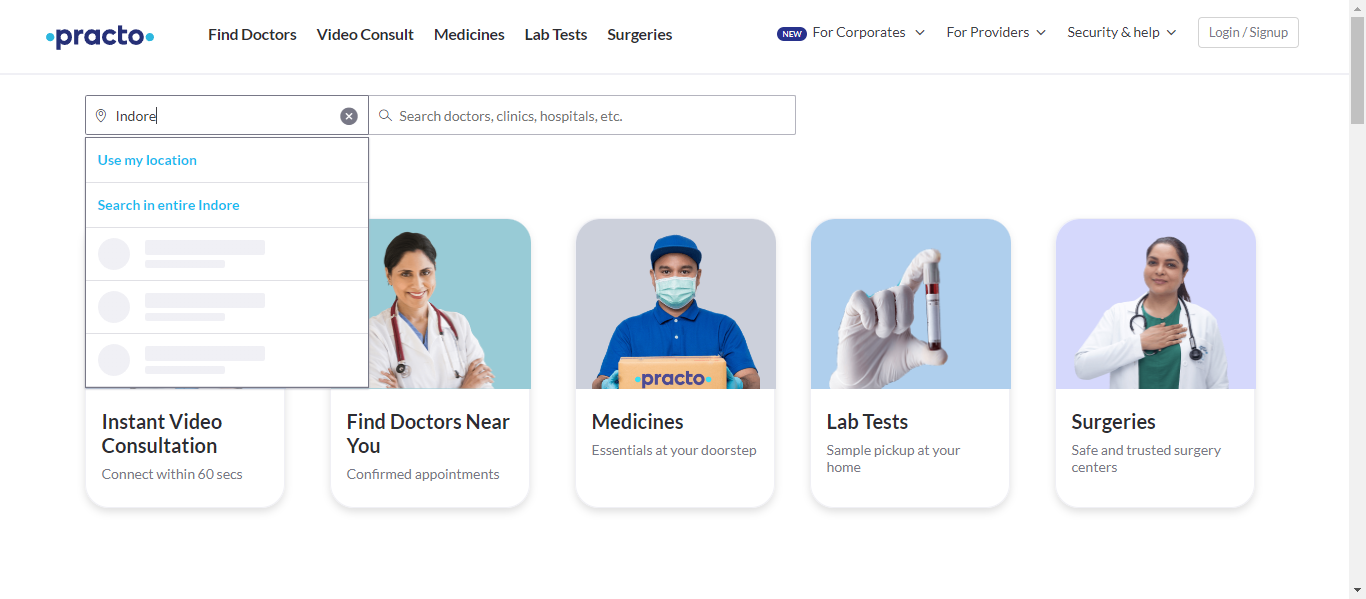 practo
Find Doctors
Video Consult
Medicines
Lab Tests
Surgeries
NEW
For Corporates
For Providers
Security & help
Login / Signup
Indore
Search doctors, clinics, hospitals, etc.
Use my location
Search in entire Indore
practo
Instant Video
Consultation
Connect within 60 secs
Find Doctors Near
You
Confirmed appointments
Medicines
Essentials at your doorstep
Lab Tests
Sample pickup at your
home
Surgeries
Safe and trusted surgery
centers